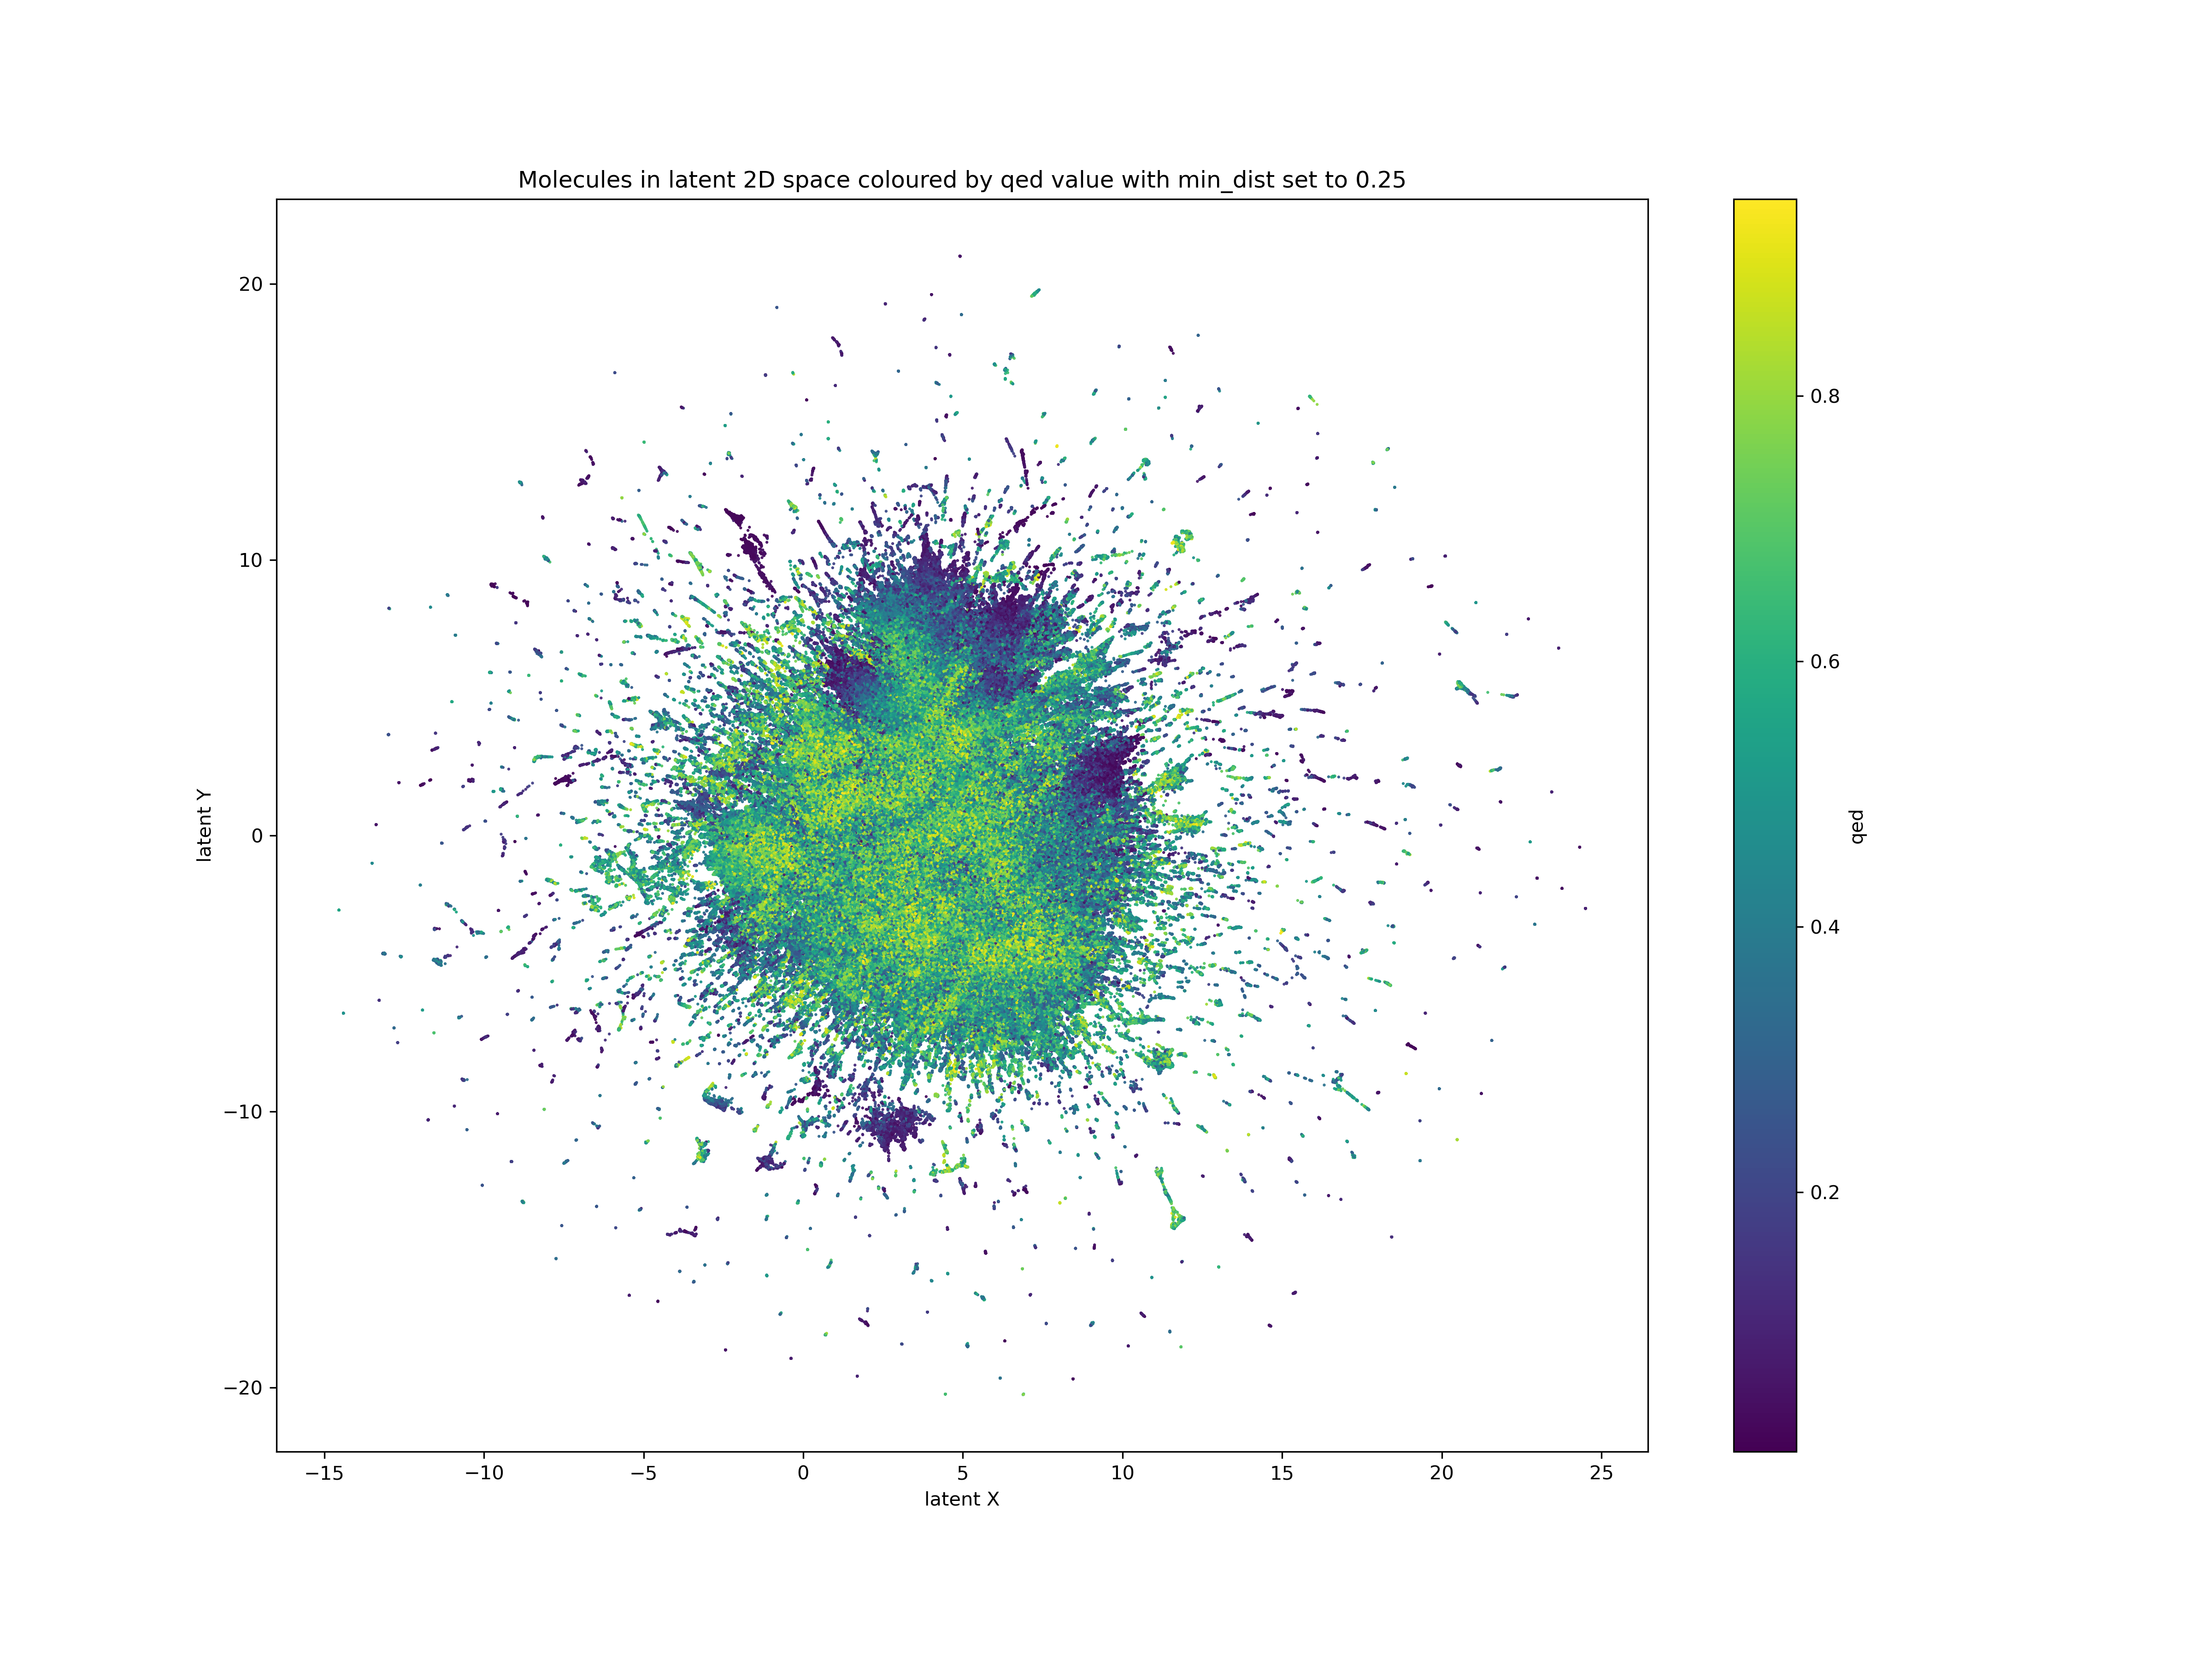 Molecules in latent 2D space coloured by qed value with min_dist set to 0.25
20
10
0
−10
−20
latent Y
−15 −10 −5 0 5 10 15 20 25
latent X
0.8
0.6
0.4
0.2
qed